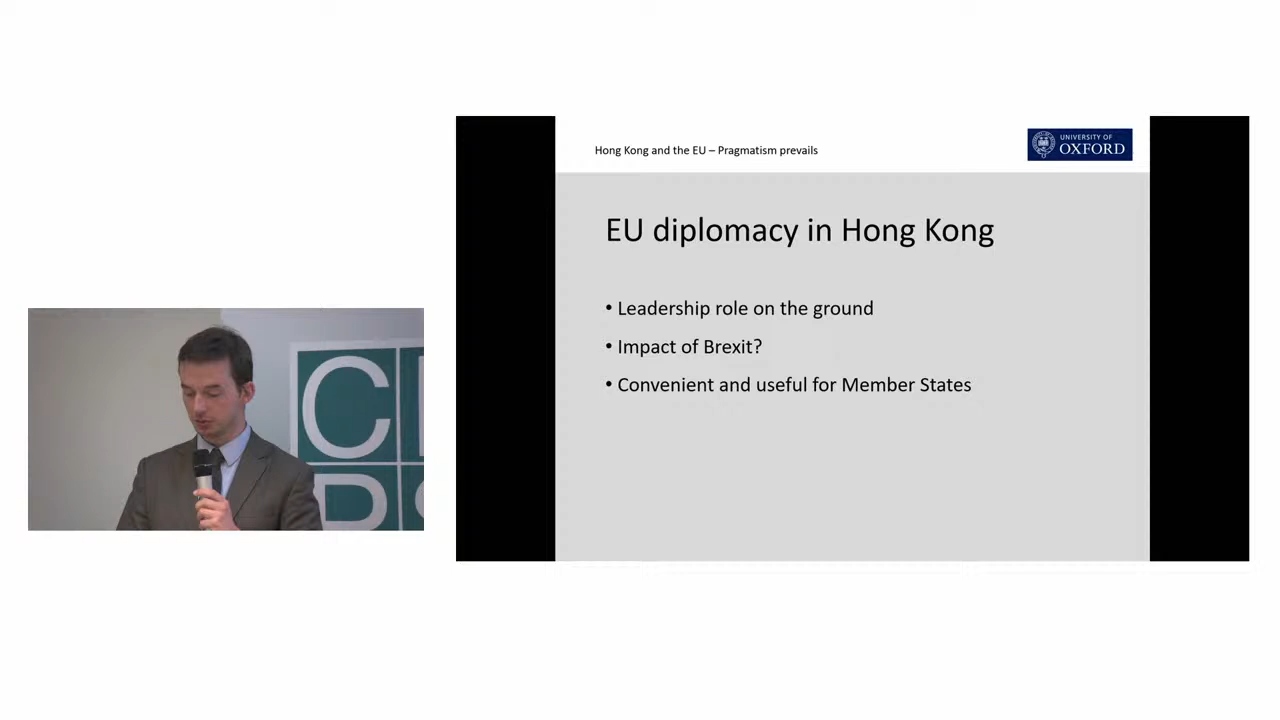 Hong Kong and the EU – Pragmatism prevails
UNIVERSITY OF
OXFORD
EU diplomacy in Hong Kong
• Leadership role on the ground
• Impact of Brexit?
• Convenient and useful for Member States
C